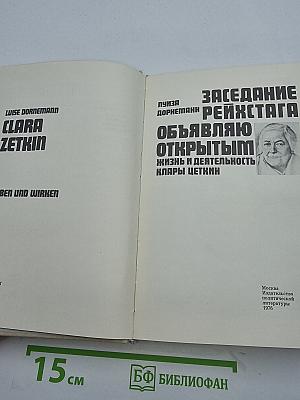 LUISE DORNEMANN
CLARA
ZETKIN
BEN UND WIRKEN
ЛУИЗА
ДОРНЕМАНН
ЗАСЕДАНИЕ
РЕЙХСТАГА
ОБЪЯВЛЯЮ
ОТКРЫТЫМ
ЖИЗНЬ И ДЕЯТЕЛЬНОСТЬ
КЛАРЫ ЦЕТКИН
Москва
Издательство
политической
литературы
1976
15 см
БФ БИБЛИОФАН